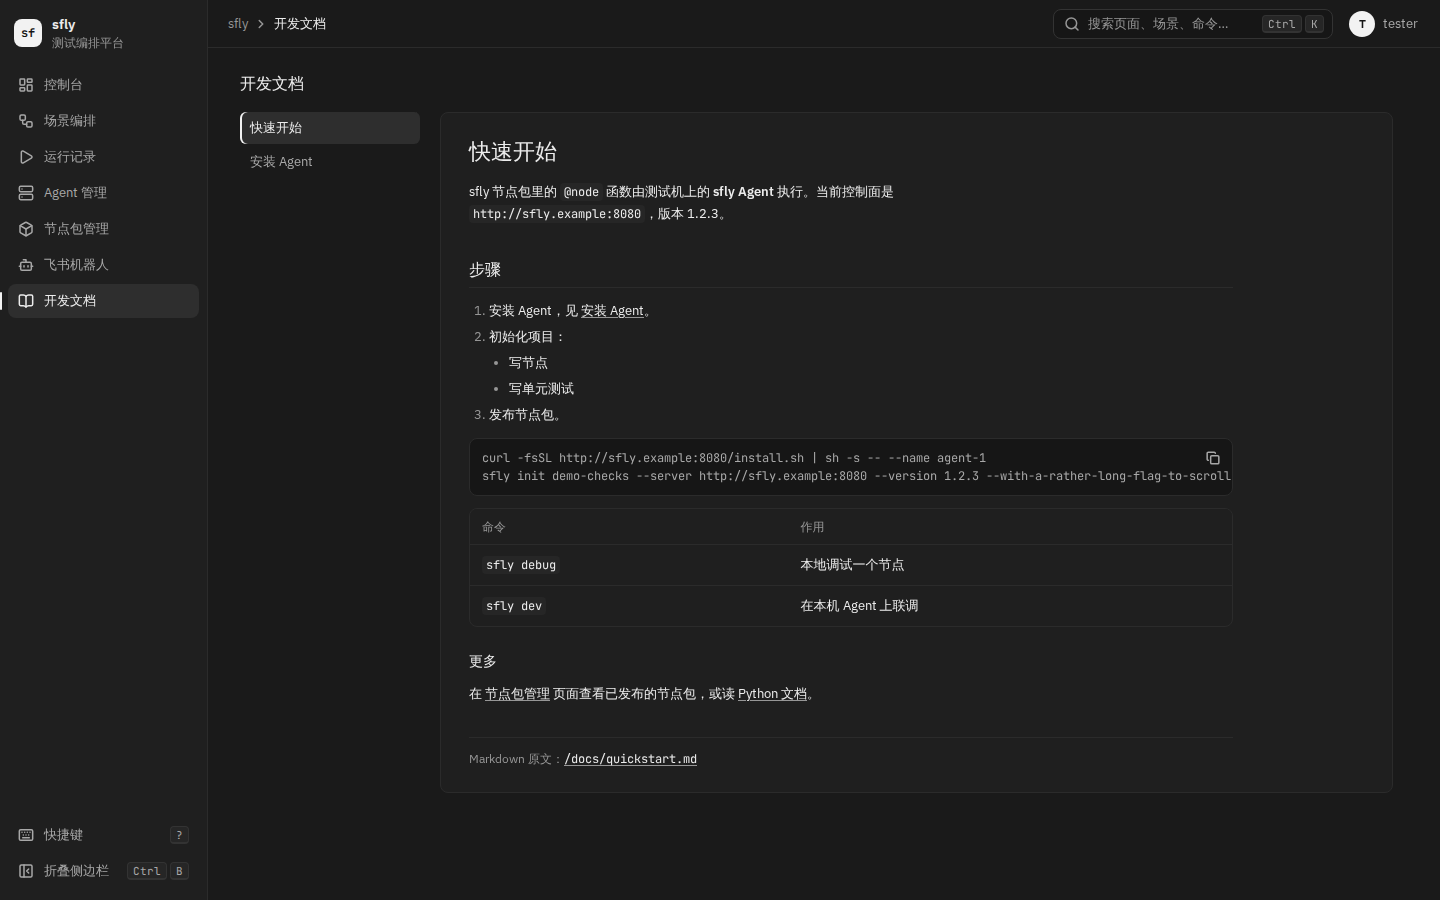 sf
sfly
测试编排平台
控制台
场景编排
运行记录
Agent 管理
节点包管理
飞书机器人
开发文档
快捷键 ?
折叠侧边栏 Ctrl B
sfly > 开发文档
搜索页面、场景、命令... Ctrl K
T tester
开发文档
快速开始
安装 Agent
快速开始
sfly 节点包里的 @node 函数由测试机上的 sfly Agent 执行。当前控制面是
http://sfly.example:8080，版本 1.2.3。
步骤
1. 安装 Agent，见 安装 Agent。
2. 初始化项目：
• 写节点
• 写单元测试
3. 发布节点包。
curl -fsSL http://sfly.example:8080/install.sh | sh -s -- --name agent-1
sfly init demo-checks --server http://sfly.example:8080 --version 1.2.3 --with-a-rather-long-flag-to-scroll
命令 作用
sfly debug 本地调试一个节点
sfly dev 在本机 Agent 上联调
更多
在 节点包管理 页面查看已发布的节点包，或读 Python 文档。
Markdown 原文：/docs/quickstart.md